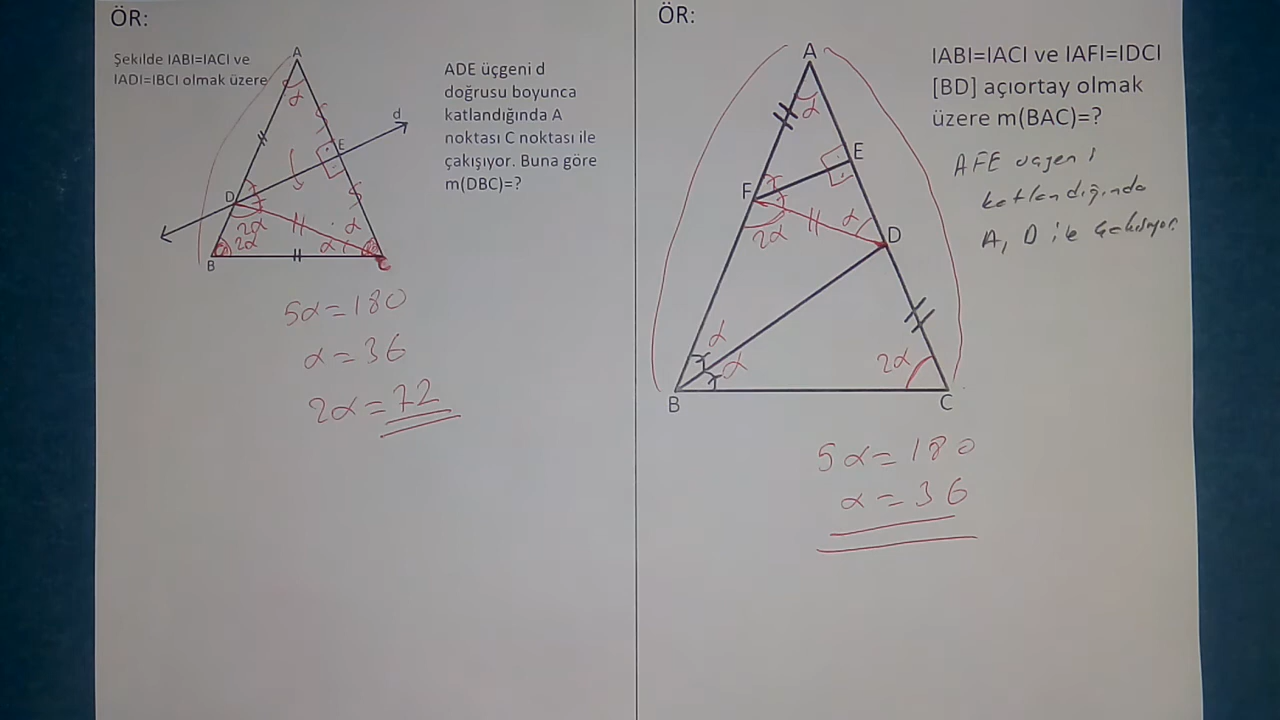 ÖR:
Şekilde IABI=IACI ve
IADI=IBCI olmak üzere
ADE üçgeni d
doğrusu boyunca
katlandığında A
noktası C noktası ile
çakışıyor. Buna göre
m(DBC)=?
A
α
d
E
D
2α
α
2α
α
B
C
5α=180
α=36
2α=72
ÖR:
IABI=IACI ve IAFI=IDCI
[BD] açıortay olmak
üzere m(BAC)=?
AFE üçgeni
katlandığında
A, D ile çakışıyor.
A
α
E
F
x
2α
α
D
α
α
2α
B
C
5α=180
α=36